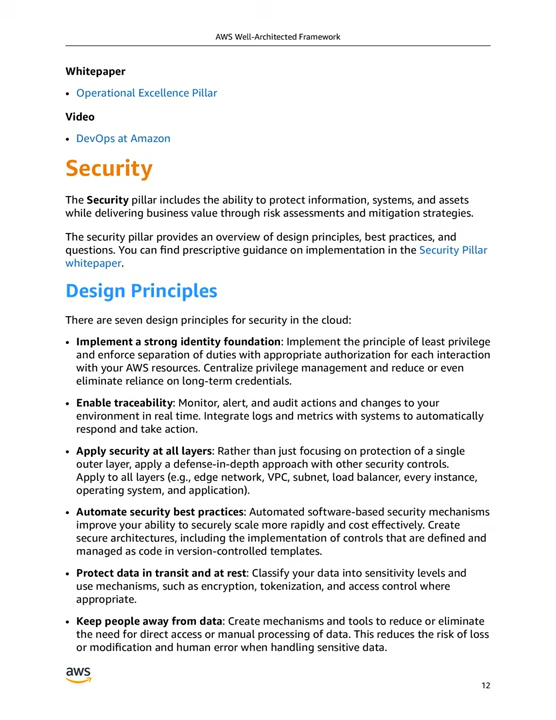 AWS Well-Architected Framework
Whitepaper
• Operational Excellence Pillar
Video
• DevOps at Amazon
Security
The Security pillar includes the ability to protect information, systems, and assets
while delivering business value through risk assessments and mitigation strategies.
The security pillar provides an overview of design principles, best practices, and
questions. You can find prescriptive guidance on implementation in the Security Pillar
whitepaper.
Design Principles
There are seven design principles for security in the cloud:
• Implement a strong identity foundation: Implement the principle of least privilege
and enforce separation of duties with appropriate authorization for each interaction
with your AWS resources. Centralize privilege management and reduce or even
eliminate reliance on long-term credentials.
• Enable traceability: Monitor, alert, and audit actions and changes to your
environment in real time. Integrate logs and metrics with systems to automatically
respond and take action.
• Apply security at all layers: Rather than just focusing on protection of a single
outer layer, apply a defense-in-depth approach with other security controls.
Apply to all layers (e.g., edge network, VPC, subnet, load balancer, every instance,
operating system, and application).
• Automate security best practices: Automated software-based security mechanisms
improve your ability to securely scale more rapidly and cost effectively. Create
secure architectures, including the implementation of controls that are defined and
managed as code in version-controlled templates.
• Protect data in transit and at rest: Classify your data into sensitivity levels and
use mechanisms, such as encryption, tokenization, and access control where
appropriate.
• Keep people away from data: Create mechanisms and tools to reduce or eliminate
the need for direct access or manual processing of data. This reduces the risk of loss
or modification and human error when handling sensitive data.
aws
12